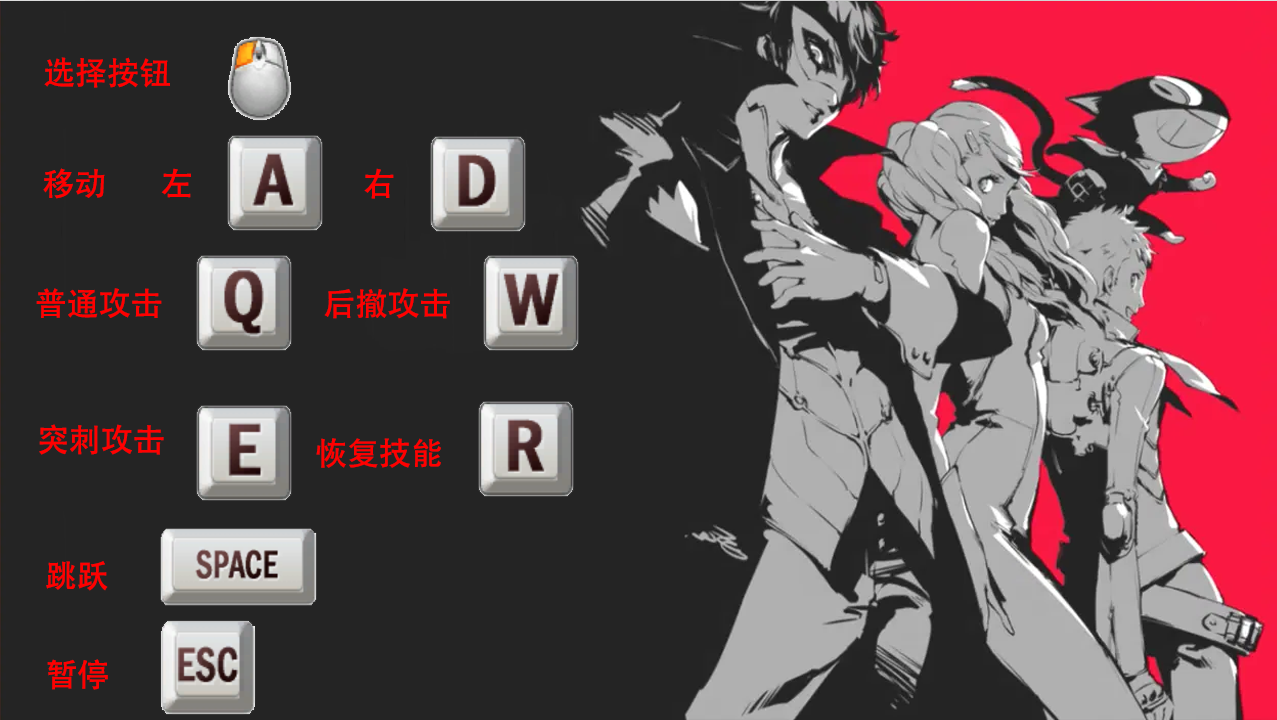 选择按钮
移动 左 A 右 D
普通攻击 Q 后撤攻击 W
突刺攻击 E 恢复技能 R
跳跃 SPACE
暂停 ESC